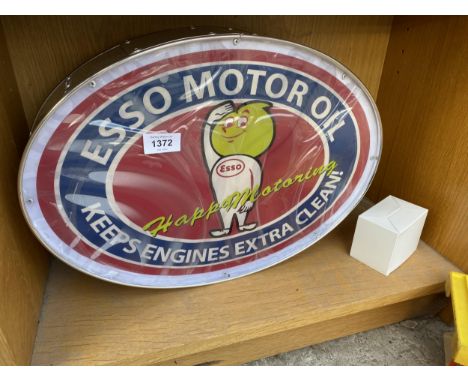 ESSO MOTOR OIL
1372
Esso
Happy Motoring
KEEPS ENGINES EXTRA CLEAN!